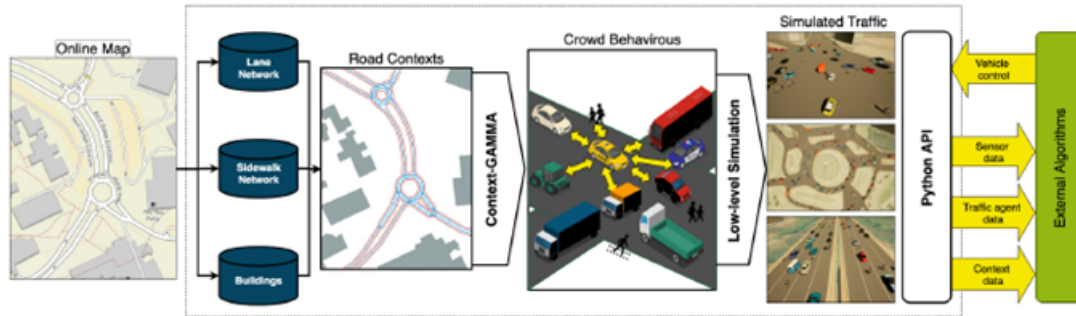 Online Map
Lane
Network
Sidewalk
Network
Buildings
Road Contexts
Context-GAMMA
Crowd Behavirous
Low-level Simulation
Simulated Traffic
Python API
Vehicle
control
Sensor
data
Traffic agent
data
Context
data
External Algorithms